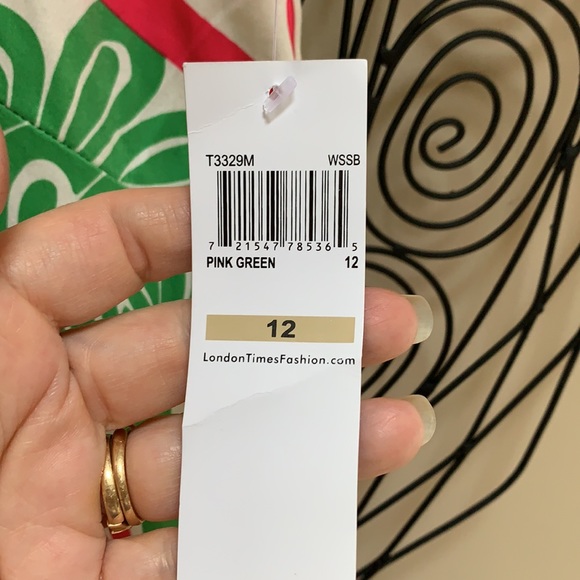 T3329M WSSB
7 21547 78536 5
PINK GREEN 12
12
LondonTimesFashion.com